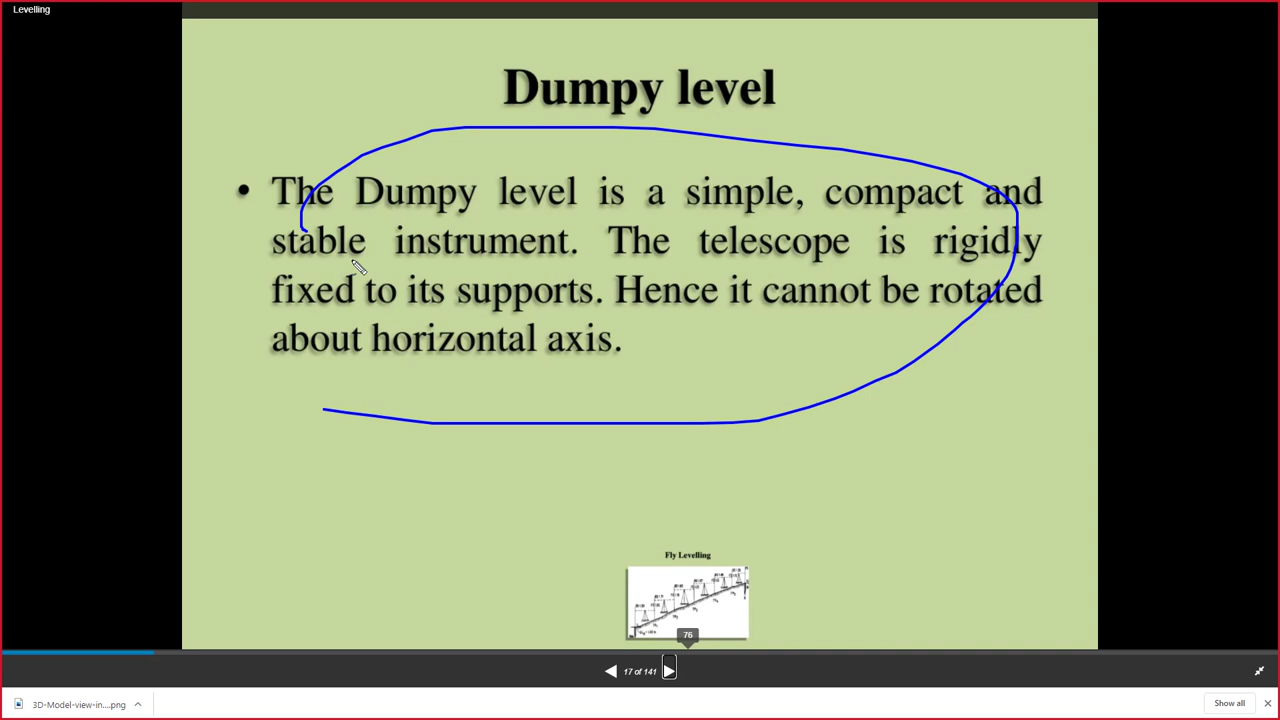 Levelling
Dumpy level
• The Dumpy level is a simple, compact and
stable instrument. The telescope is rigidly
fixed to its supports. Hence it cannot be rotated
about horizontal axis.
Fly Levelling
76
17 of 141
3D-Model-view-in....png
Show all